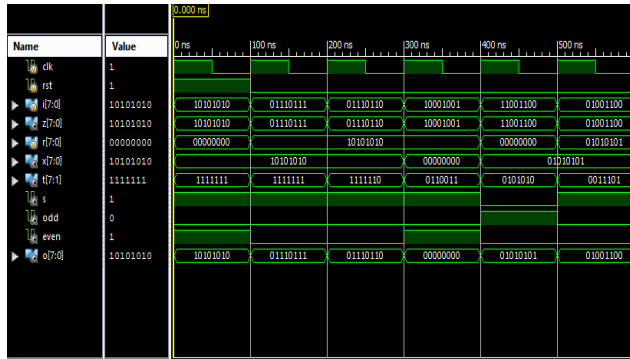 0.000 ns
Name Value 0 ns 100 ns 200 ns 300 ns 400 ns 500 ns
clk 1
rst 1
i[7:0] 10101010 10101010 01110111 01110110 10001001 11001100 01001100
z[7:0] 10101010 10101010 01110111 01110110 10001001 11001100 01001100
r[7:0] 00000000 00000000 10101010 00000000 01010101
x[7:0] 10101010 10101010 00000000 01010101
t[7:1] 1111111 1111111 1111111 1111110 0110011 0101010 0011101
s 1
odd 0
even 1
o[7:0] 10101010 10101010 01110111 01110110 00000000 01010101 01001100